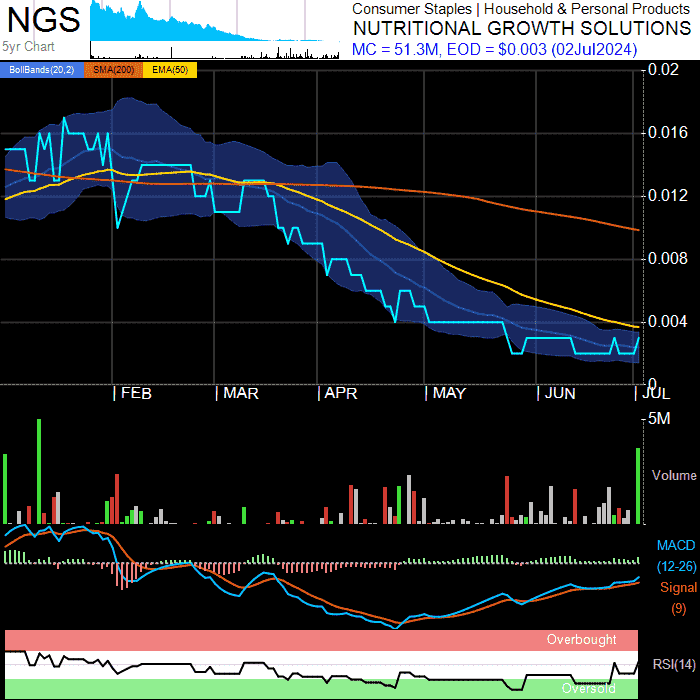 NGS
5yr Chart
Consumer Staples | Household & Personal Products
NUTRITIONAL GROWTH SOLUTIONS
MC = 51.3M, EOD = $0.003 (02Jul2024)
BollBands(20,2) SMA(200) EMA(50)
0.02
0.016
0.012
0.008
0.004
0
FEB MAR APR MAY JUN JUL
5M
Volume
MACD
(12-26)
Signal
(9)
Overbought
RSI(14)
Oversold